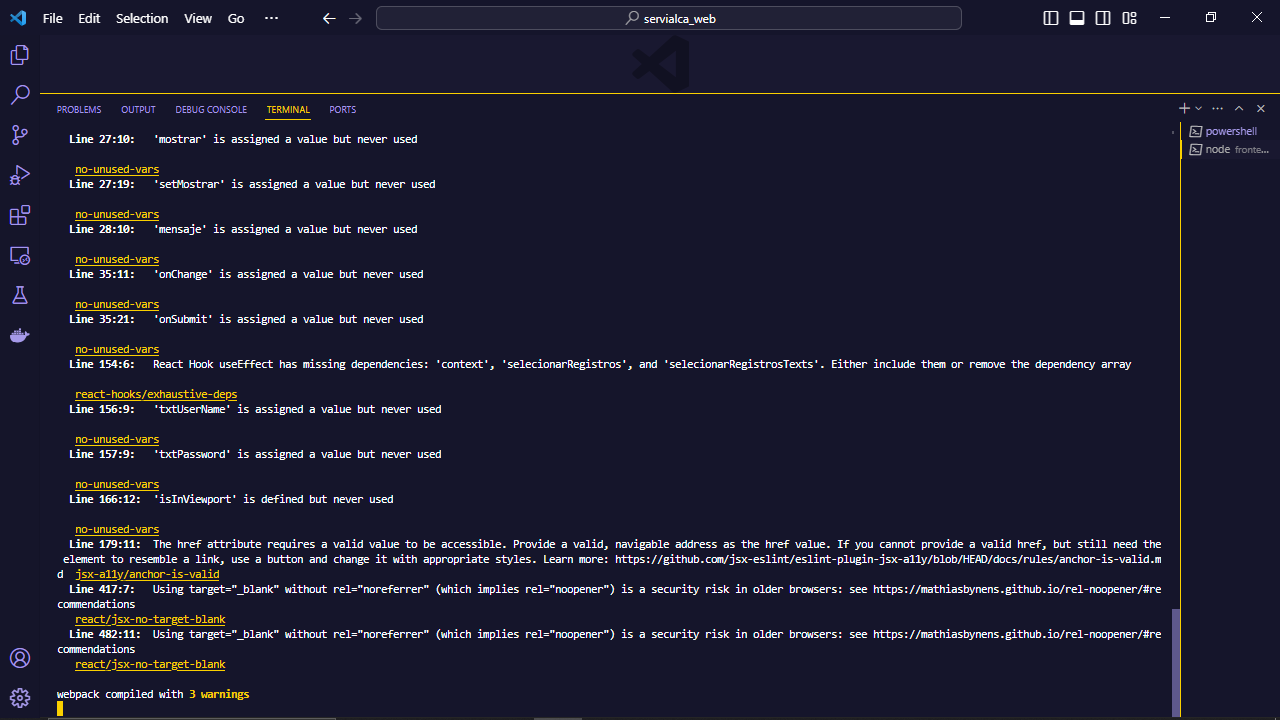 File Edit Selection View Go ··· servialca_web
PROBLEMS OUTPUT DEBUG CONSOLE TERMINAL PORTS
powershell
node fronte...
Line 27:10: 'mostrar' is assigned a value but never used
no-unused-vars
Line 27:19: 'setMostrar' is assigned a value but never used
no-unused-vars
Line 28:10: 'mensaje' is assigned a value but never used
no-unused-vars
Line 35:11: 'onChange' is assigned a value but never used
no-unused-vars
Line 35:21: 'onSubmit' is assigned a value but never used
no-unused-vars
Line 154:6: React Hook useEffect has missing dependencies: 'context', 'selecionarRegistros', and 'selecionarRegistrosTexts'. Either include them or remove the dependency array
react-hooks/exhaustive-deps
Line 156:9: 'txtUserName' is assigned a value but never used
no-unused-vars
Line 157:9: 'txtPassword' is assigned a value but never used
no-unused-vars
Line 166:12: 'isInViewport' is defined but never used
no-unused-vars
Line 179:11: The href attribute requires a valid value to be accessible. Provide a valid, navigable address as the href value. If you cannot provide a valid href, but still need the
element to resemble a link, use a button and change it with appropriate styles. Learn more: https://github.com/jsx-eslint/eslint-plugin-jsx-a11y/blob/HEAD/docs/rules/anchor-is-valid.m
d jsx-a11y/anchor-is-valid
Line 417:7: Using target="_blank" without rel="noreferrer" (which implies rel="noopener") is a security risk in older browsers: see https://mathiasbynens.github.io/rel-noopener/#re
commendations
react/jsx-no-target-blank
Line 482:11: Using target="_blank" without rel="noreferrer" (which implies rel="noopener") is a security risk in older browsers: see https://mathiasbynens.github.io/rel-noopener/#re
commendations
react/jsx-no-target-blank
webpack compiled with 3 warnings